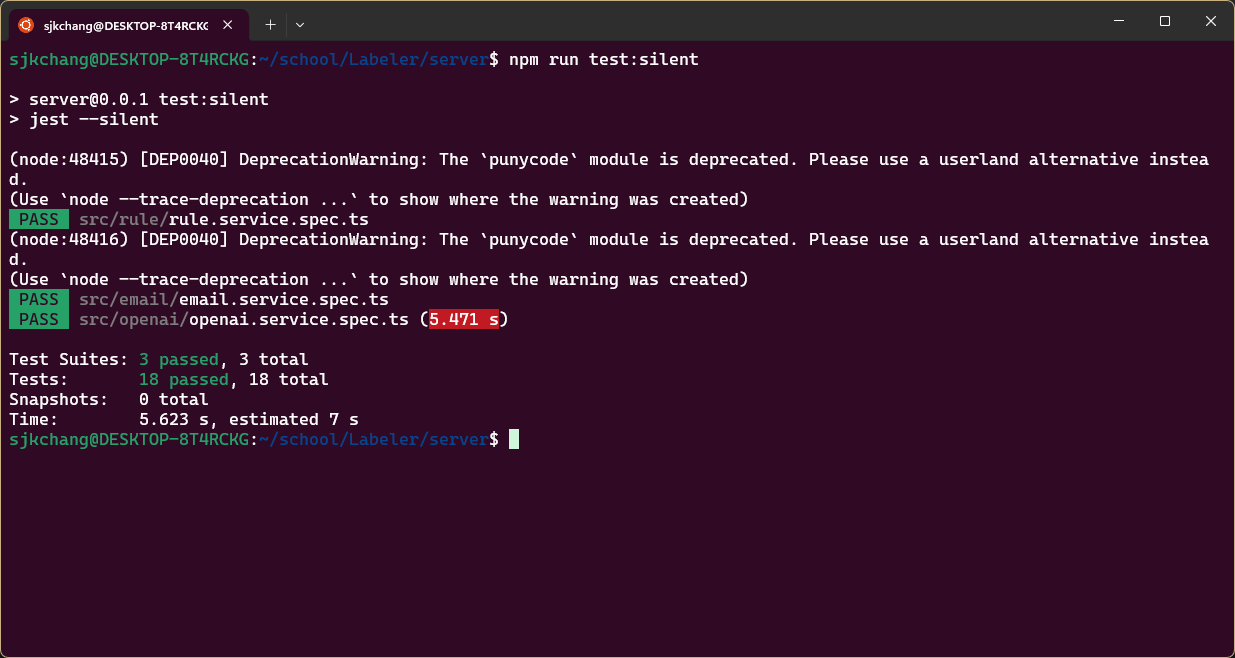 sjkchang@DESKTOP-8T4RCKG
sjkchang@DESKTOP-8T4RCKG:~/school/Labeler/server$ npm run test:silent
> server@0.0.1 test:silent
> jest --silent
(node:48415) [DEP0040] DeprecationWarning: The `punycode` module is deprecated. Please use a userland alternative instea
d.
(Use `node --trace-deprecation ...` to show where the warning was created)
PASS src/rule/rule.service.spec.ts
(node:48416) [DEP0040] DeprecationWarning: The `punycode` module is deprecated. Please use a userland alternative instea
d.
(Use `node --trace-deprecation ...` to show where the warning was created)
PASS src/email/email.service.spec.ts
PASS src/openai/openai.service.spec.ts (5.471 s)
Test Suites: 3 passed, 3 total
Tests: 18 passed, 18 total
Snapshots: 0 total
Time: 5.623 s, estimated 7 s
sjkchang@DESKTOP-8T4RCKG:~/school/Labeler/server$